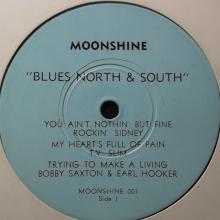 MOONSHINE
"BLUES NORTH & SOUTH"
YOU AIN'T NOTHIN' BUT FINE
ROCKIN' SIDNEY
MY HEART'S FULL OF PAIN
T.V. SLIM
TRYING TO MAKE A LIVING
BOBBY SAXTON & EARL HOOKER
MOONSHINE 001
Side 1